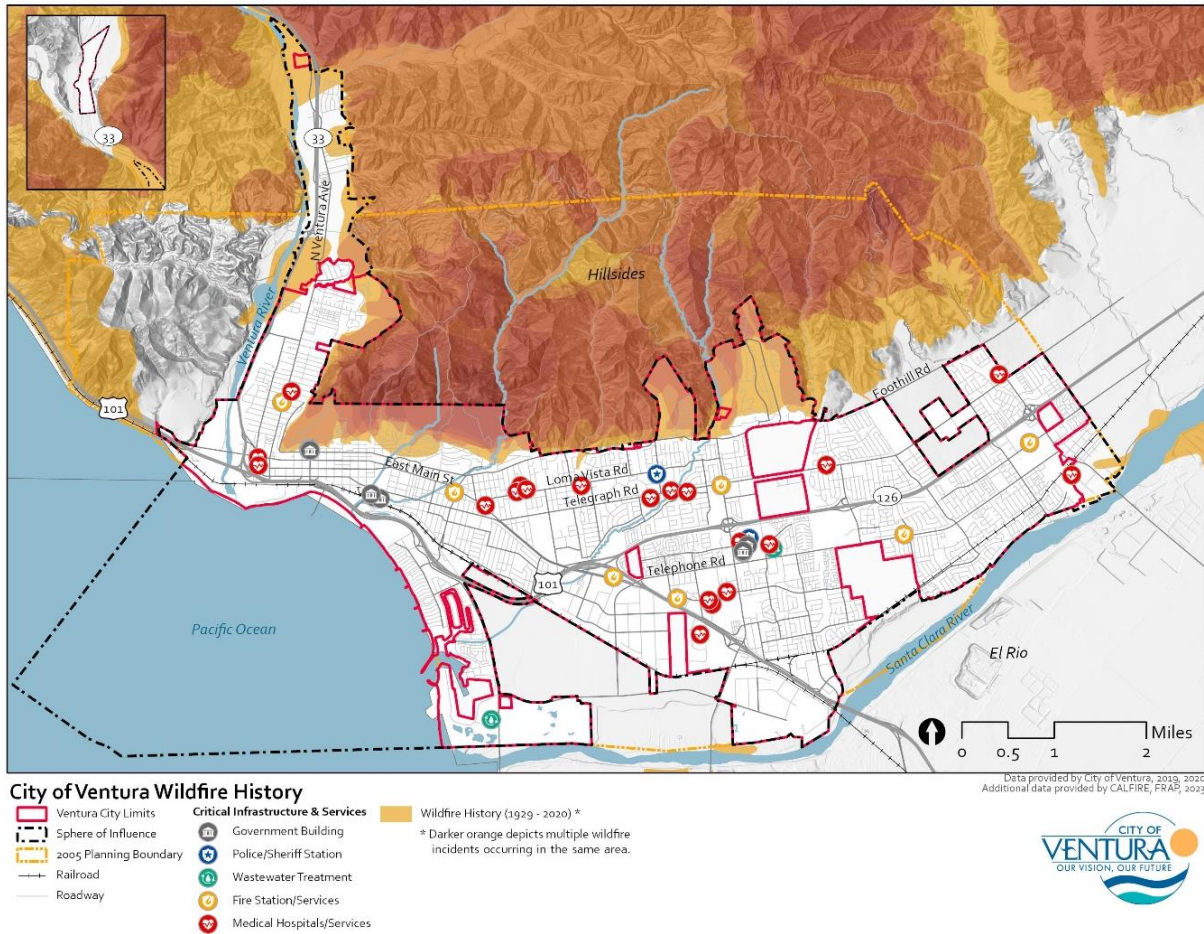 33
33
N Ventura Ave
Hillsides
Ventura River
101
Foothill Rd
East Main St
Loma Vista Rd
Telegraph Rd
126
Telephone Rd
101
Pacific Ocean
Santa Clara River
El Rio
0 0.5 1 2 Miles
Data provided by City of Ventura, 2019, 2020
Additional data provided by CALFIRE, FRAP, 2023
City of Ventura Wildfire History
Ventura City Limits
Sphere of Influence
2005 Planning Boundary
Railroad
Roadway
Critical Infrastructure & Services
Government Building
Police/Sheriff Station
Wastewater Treatment
Fire Station/Services
Medical Hospitals/Services
Wildfire History (1929 - 2020) *
* Darker orange depicts multiple wildfire
incidents occurring in the same area.
CITY OF
VENTURA
OUR VISION, OUR FUTURE